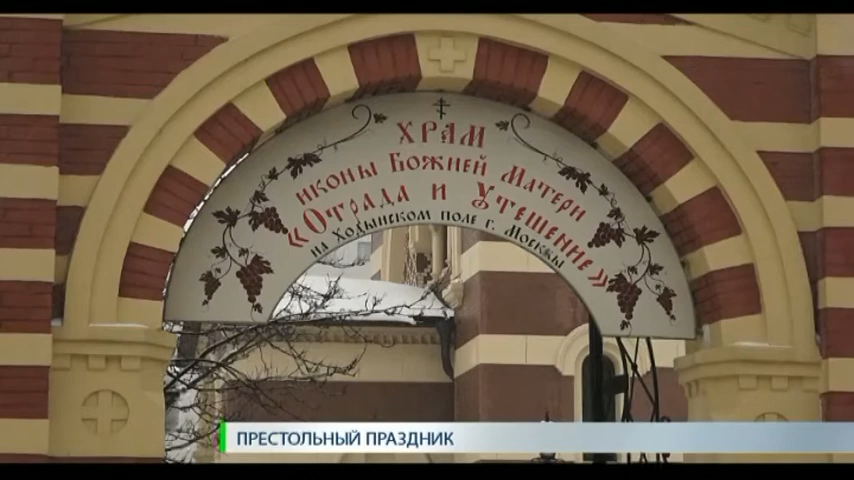 ХРАМ
иконы Божией Матери
«Отрада и Утешение»
на Ходынском поле г. Москвы
ПРЕСТОЛЬНЫЙ ПРАЗДНИК